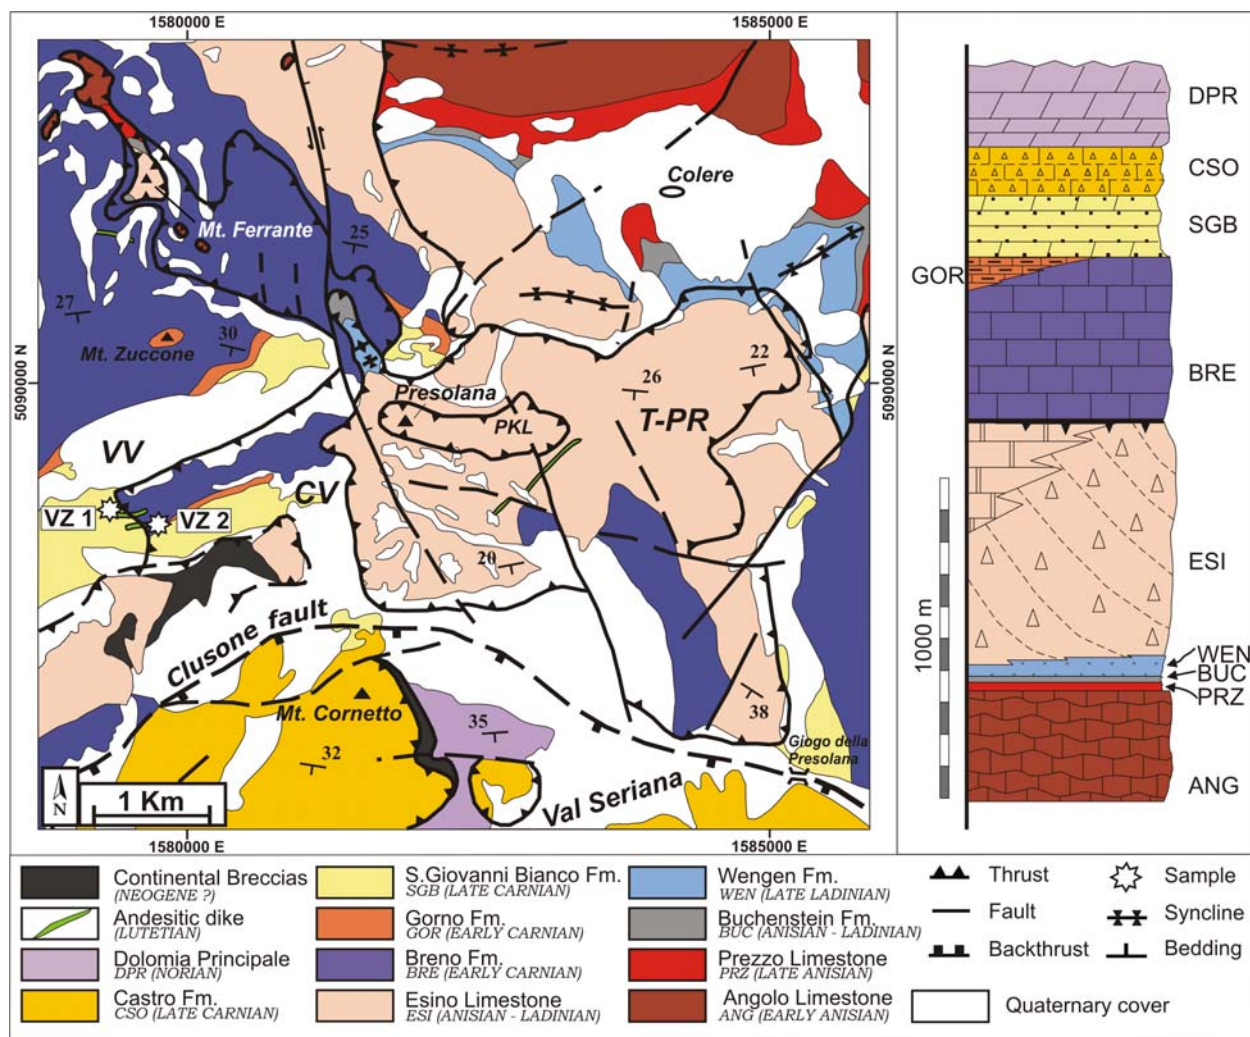 1580000 E
1585000 E
5090000 N
5090000 N
Colere
Mt. Ferrante
25
27
30
Mt. Zuccone
22
26
Presolana
PKL
T-PR
VV
CV
VZ 1
VZ 2
20
Clusone fault
Mt. Cornetto
35
38
32
Giogo della
Presolana
Val Seriana
N
1 Km
1580000 E
1585000 E
DPR
CSO
SGB
GOR
BRE
ESI
WEN
BUC
PRZ
ANG
1000 m
Continental Breccias
(NEOGENE ?)
Andesitic dike
(LUTETIAN)
Dolomia Principale
DPR (NORIAN)
Castro Fm.
CSO (LATE CARNIAN)
S.Giovanni Bianco Fm.
SGB (LATE CARNIAN)
Gorno Fm.
GOR (EARLY CARNIAN)
Breno Fm.
BRE (EARLY CARNIAN)
Esino Limestone
ESI (ANISIAN - LADINIAN)
Wengen Fm.
WEN (LATE LADINIAN)
Buchenstein Fm.
BUC (ANISIAN - LADINIAN)
Prezzo Limestone
PRZ (LATE ANISIAN)
Angolo Limestone
ANG (EARLY ANISIAN)
Thrust
Fault
Backthrust
Sample
Syncline
Bedding
Quaternary cover